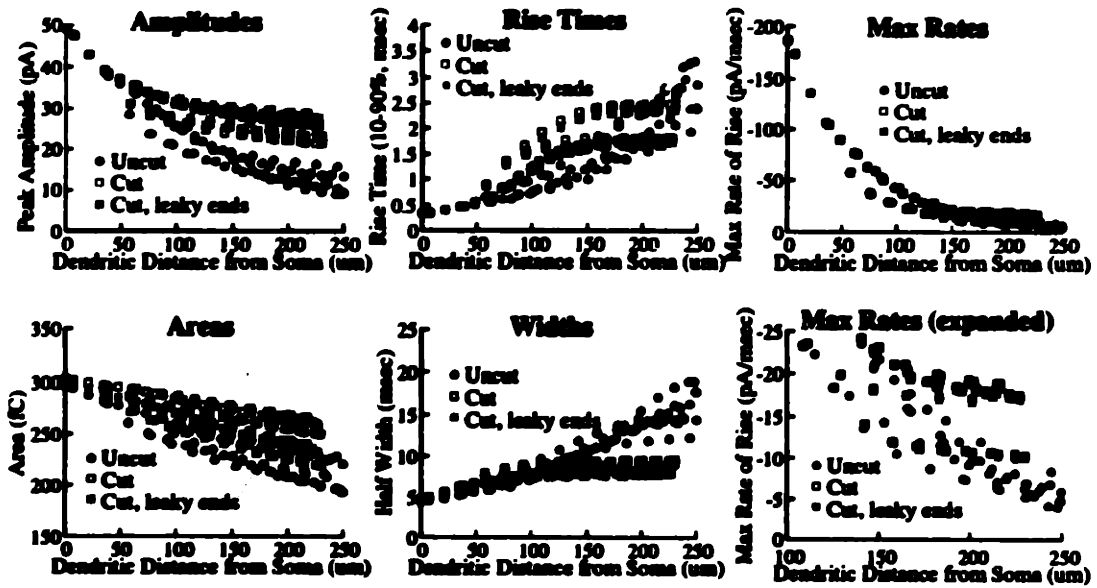 Amplitudes
Peak Amplitude (pA)
50
40
30
20
10
0
Uncut
Cut
Cut, leaky ends
0 50 100 150 200 250
Dendritic Distance from Soma (um)
Rise Times
Rise Time (10-90%, msec)
4
3.5
3
2.5
2
1.5
1
0.5
0
Uncut
Cut
Cut, leaky ends
0 50 100 150 200 250
Dendritic Distance from Soma (um)
Max Rates
Max Rate of Rise (pA/msec)
-200
-150
-100
-50
0
Uncut
Cut
Cut, leaky ends
0 50 100 150 200 250
Dendritic Distance from Soma (um)
Areas
Area (fC)
350
300
250
200
150
Uncut
Cut
Cut, leaky ends
0 50 100 150 200 250
Dendritic Distance from Soma (um)
Widths
Half Width (msec)
25
20
15
10
5
0
Uncut
Cut
Cut, leaky ends
0 50 100 150 200 250
Dendritic Distance from Soma (um)
Max Rates (expanded)
Max Rate of Rise (pA/msec)
-25
-20
-15
-10
-5
0
Uncut
Cut
Cut, leaky ends
100 150 200 250
Dendritic Distance from Soma (um)